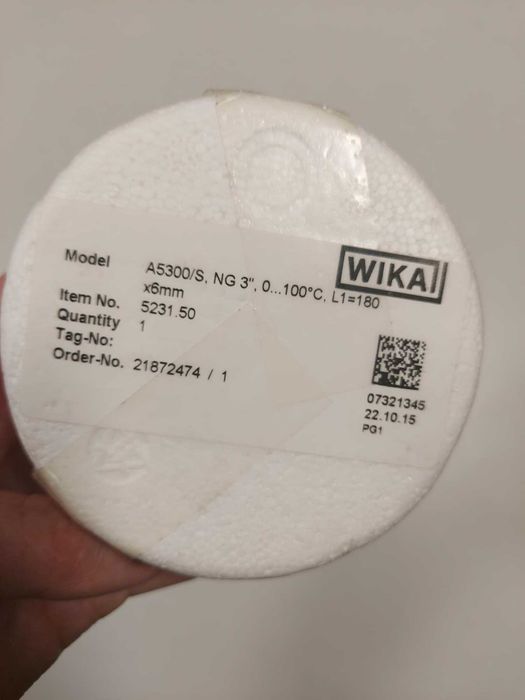 WIKA
Model A5300/S, NG 3", 0...100°C, L1=180
x6mm
Item No. 5231.50
Quantity 1
Tag-No:
Order-No. 21872474 / 1
07321345
22.10.15
PG1